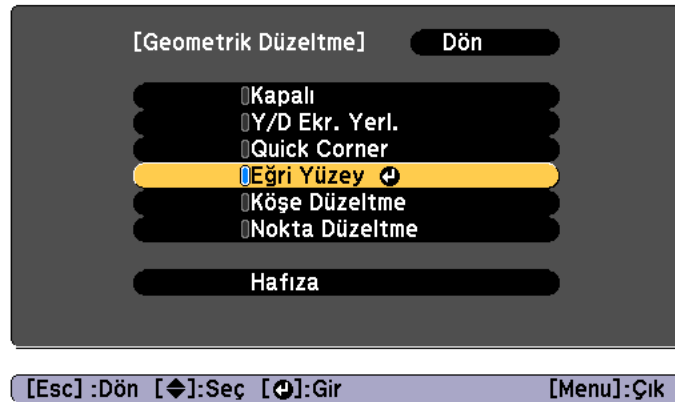 [Geometrik Düzeltme] Dön
Kapalı
Y/D Ekr. Yerl.
Quick Corner
Eğri Yüzey
Köşe Düzeltme
Nokta Düzeltme
Hafıza
[Esc] :Dön [◆]:Seç [↵]:Gir [Menu]:Çık